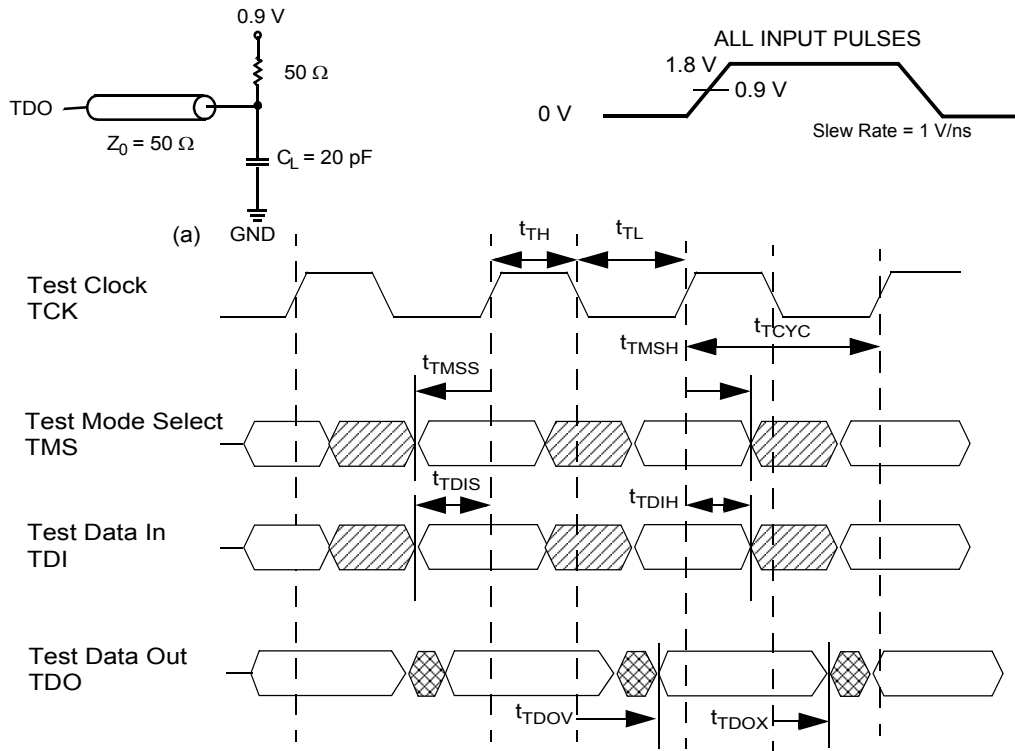 0.9 V
50 Ω
TDO
Z0 = 50 Ω
CL = 20 pF
(a)
GND
ALL INPUT PULSES
1.8 V
0.9 V
0 V
Slew Rate = 1 V/ns
tTH
tTL
Test Clock
TCK
tTMSH
tTCYC
tTMSS
Test Mode Select
TMS
tTDIS
tTDIH
Test Data In
TDI
Test Data Out
TDO
tTDOV
tTDOX